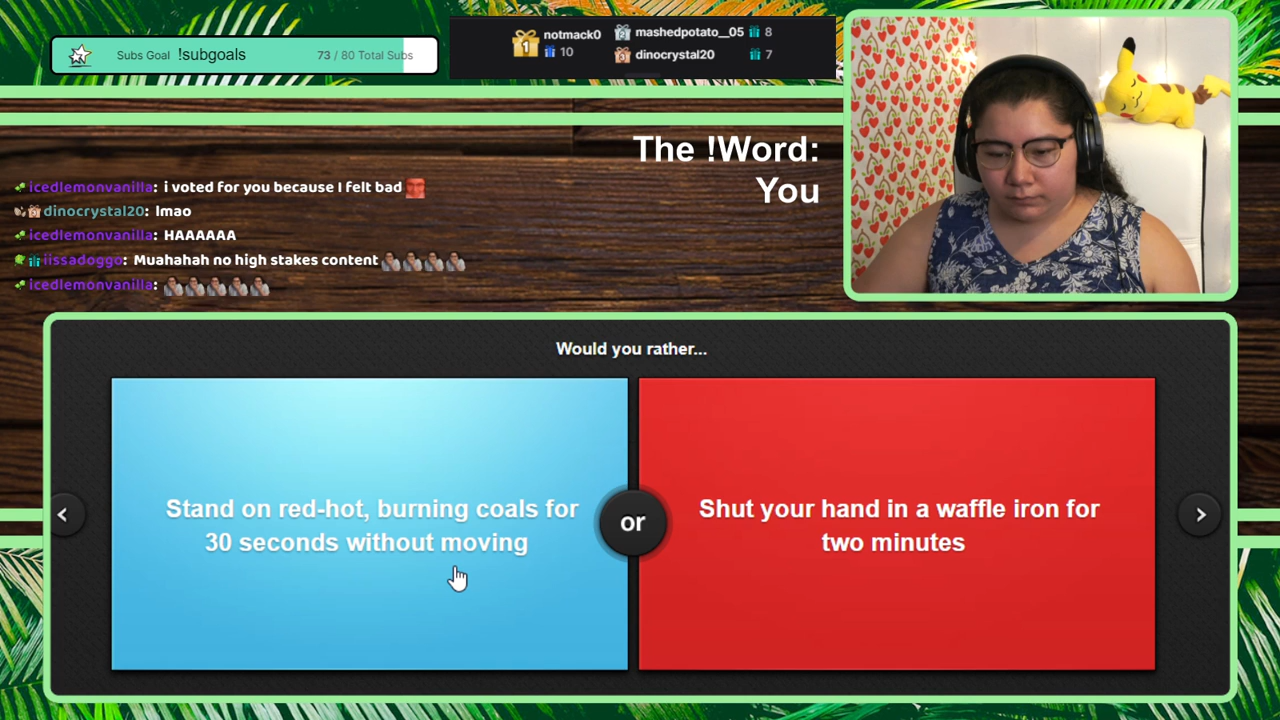 Subs Goal !subgoals 73 / 80 Total Subs
1 notmack0 10
2 mashedpotato__05 8
3 dinocrystal20 7
The !Word:
You
icedlemonvanilla: i voted for you because I felt bad
dinocrystal20: lmao
icedlemonvanilla: HAAAAAA
iissadoggo: Muahahah no high stakes content
icedlemonvanilla:
Would you rather...
Stand on red-hot, burning coals for
30 seconds without moving
or
Shut your hand in a waffle iron for
two minutes